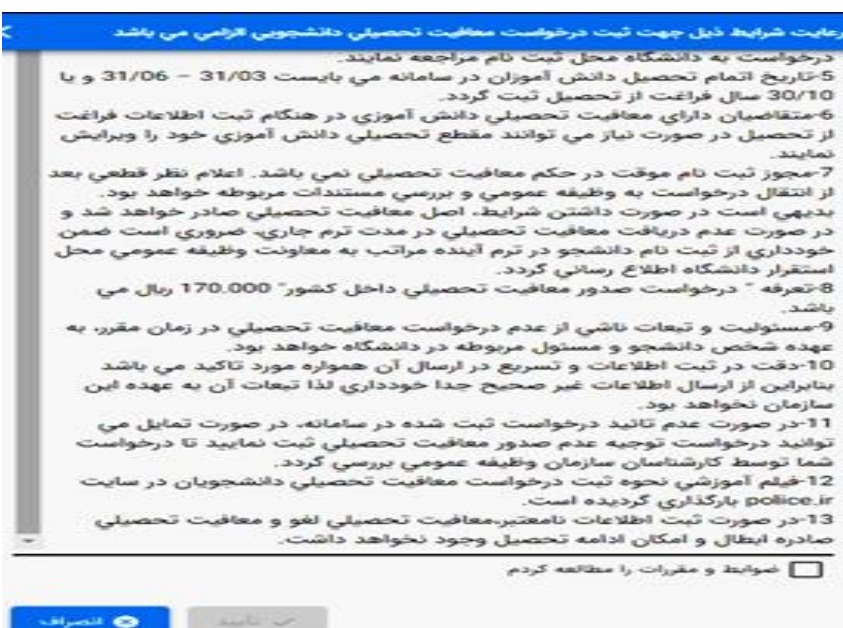 رعایت شرایط ذیل جهت ثبت درخواست معافیت تحصیلی دانشجویی الزامی می باشد
درخواست به دانشگاه محل ثبت نام مراجعه نمایند.
5-تاریخ اتمام تحصیل دانش آموزان در سامانه می بایست 31/03 – 31/06 و یا
30/10 سال فراغت از تحصیل ثبت گردد.
6-متقاضیان دارای معافیت تحصیلی دانش آموزی در هنگام ثبت اطلاعات فراغت
از تحصیل در صورت نیاز می توانند مقطع تحصیلی دانش آموزی خود را ویرایش
نمایند.
7-مجوز ثبت نام موقت در حکم معافیت تحصیلی نمی باشد. اعلام نظر قطعی بعد
از انتقال درخواست به وظیفه عمومی و بررسی مستندات مربوطه خواهد بود.
بدیهی است در صورت داشتن شرایط، اصل معافیت تحصیلی صادر خواهد شد و
در صورت عدم دریافت معافیت تحصیلی در مدت ترم جاری، ضروری است ضمن
خودداری از ثبت نام دانشجو در ترم آینده مراتب به معاونت وظیفه عمومی محل
استقرار دانشگاه اطلاع رسانی گردد.
8-تعرفه " درخواست صدور معافیت تحصیلی داخل کشور" 170.000 ریال می
باشد.
9-مسئولیت و تبعات ناشی از عدم درخواست معافیت تحصیلی در زمان مقرر، به
عهده شخص دانشجو و مسئول مربوطه در دانشگاه خواهد بود.
10-دقت در ثبت اطلاعات و تسریع در ارسال آن همواره مورد تاکید می باشد
بنابراین از ارسال اطلاعات غیر صحیح جدا خودداری لذا تبعات آن به عهده این
سازمان نخواهد بود.
11-در صورت عدم تائید درخواست ثبت شده در سامانه، در صورت تمایل می
توانید درخواست توجیه عدم صدور معافیت تحصیلی ثبت نمایید تا درخواست
شما توسط کارشناسان سازمان وظیفه عمومی بررسی گردد.
12-فیلم آموزشی نحوه ثبت درخواست معافیت تحصیلی دانشجویان در سایت
police.ir بارگذاری گردیده است.
13-در صورت ثبت اطلاعات نامعتبر،معافیت تحصیلی لغو و معافیت تحصیلی
صادره ابطال و امکان ادامه تحصیل وجود نخواهد داشت.
ضوابط و مقررات را مطالعه کردم
تایید
انصراف